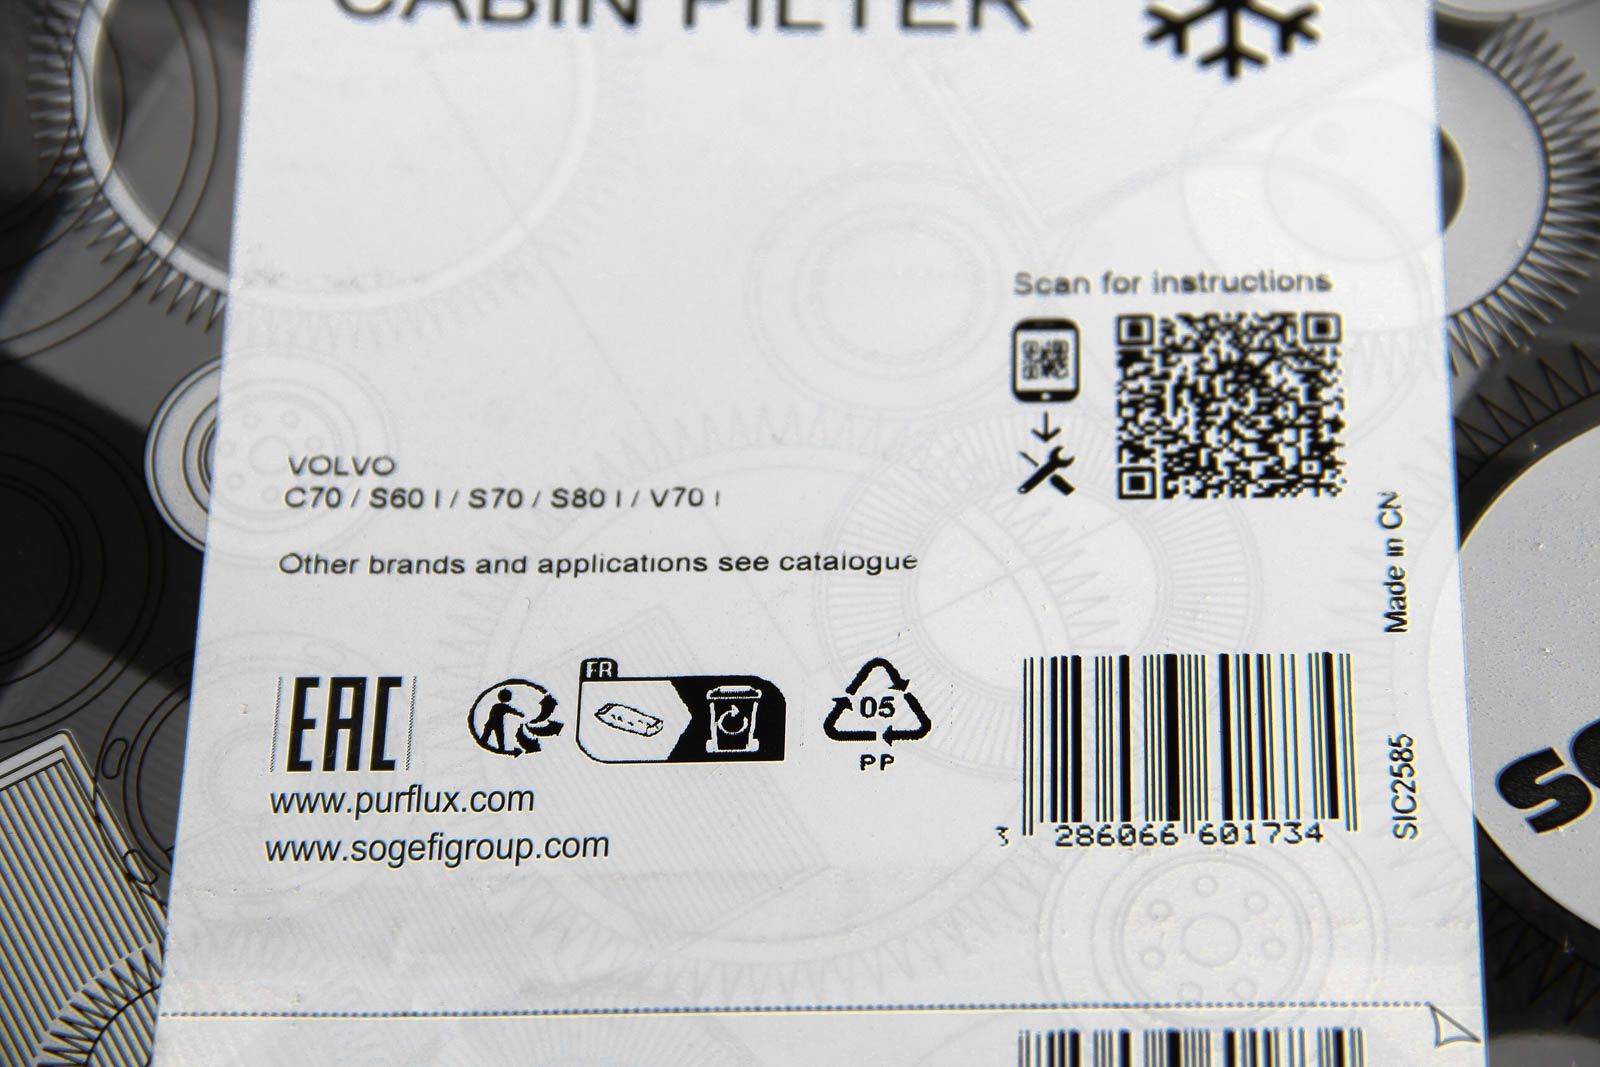 CABIN FILTER
Scan for instructions
VOLVO
C70 / S60 I / S70 / S80 I / V70 I
Other brands and applications see catalogue
Made in CN
EAC
FR
05
PP
www.purflux.com
www.sogefigroup.com
3 286066 601734
SIC2585